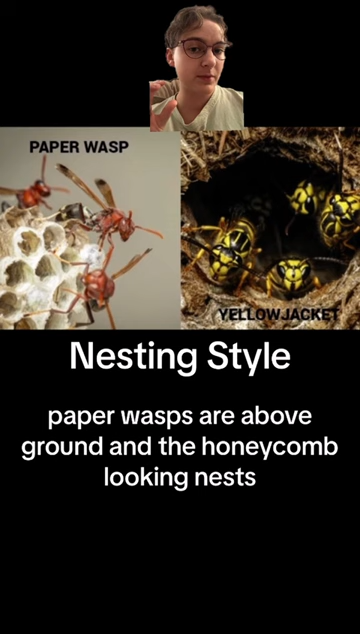 PAPER WASP
YELLOWJACKET
Nesting Style
paper wasps are above
ground and the honeycomb
looking nests